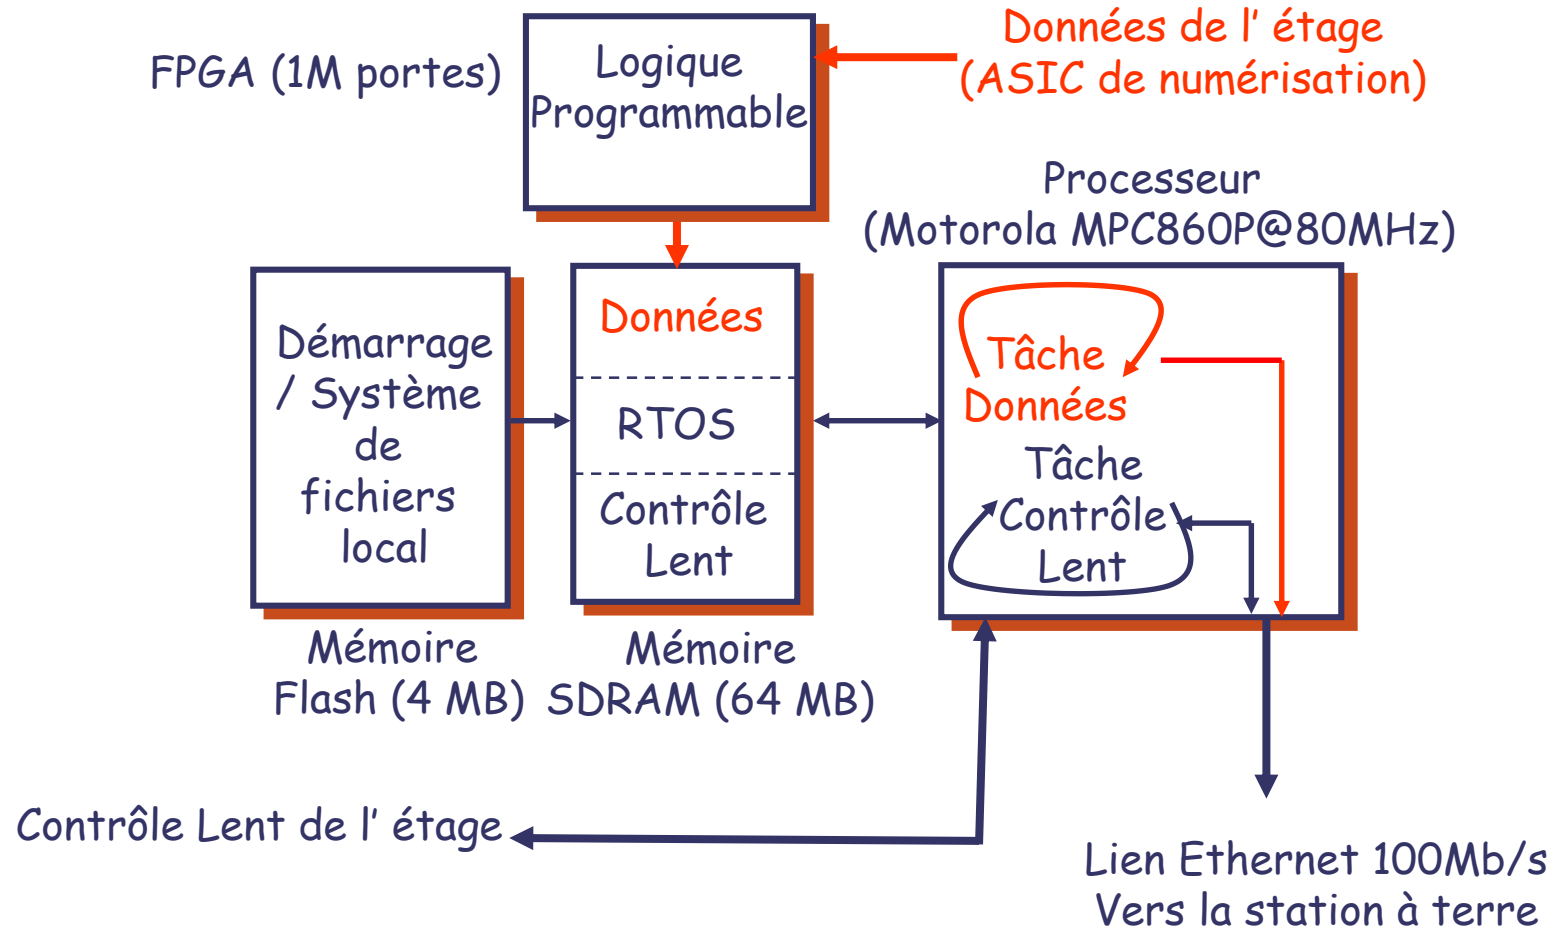 Données de l' étage
(ASIC de numérisation)
FPGA (1M portes)
Logique
Programmable
Processeur
(Motorola MPC860P@80MHz)
Démarrage
/ Système
de
fichiers
local
Données
RTOS
Contrôle
Lent
Tâche
Données
Tâche
Contrôle
Lent
Mémoire
Flash (4 MB)
Mémoire
SDRAM (64 MB)
Contrôle Lent de l' étage
Lien Ethernet 100Mb/s
Vers la station à terre